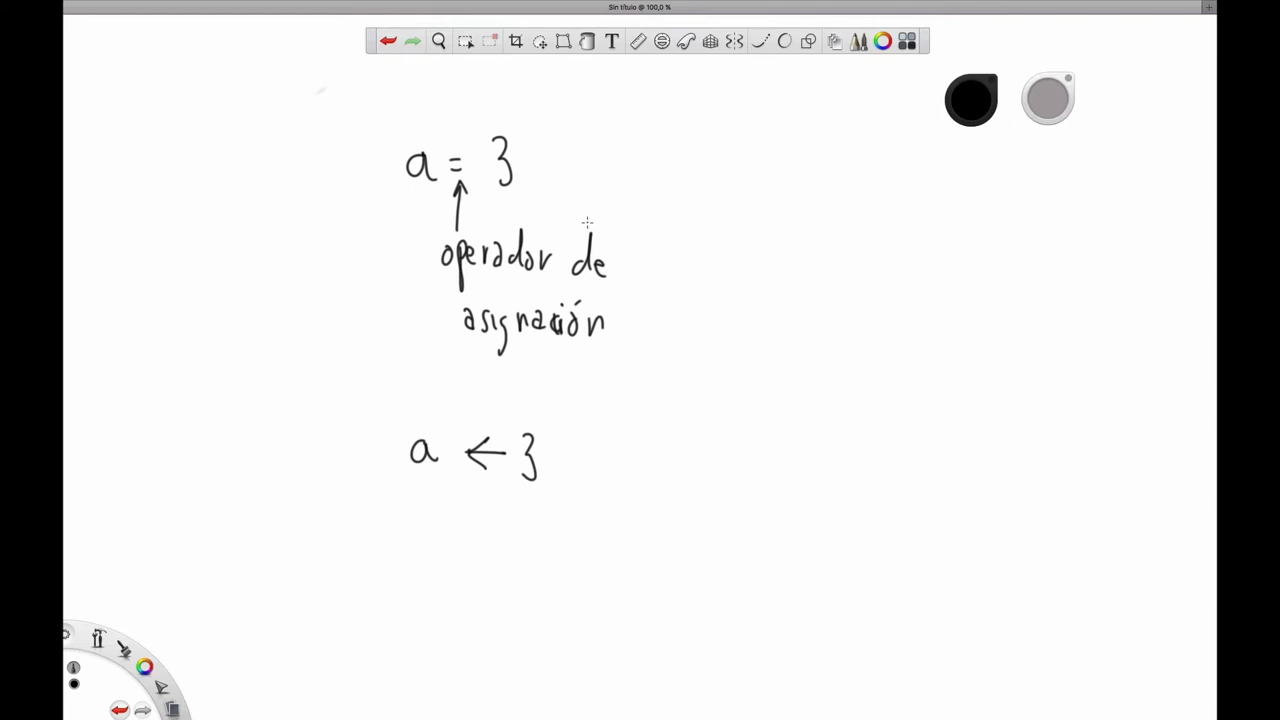 Sin título @ 100,0 %
a = 3
operador de
asignación
a ← 3